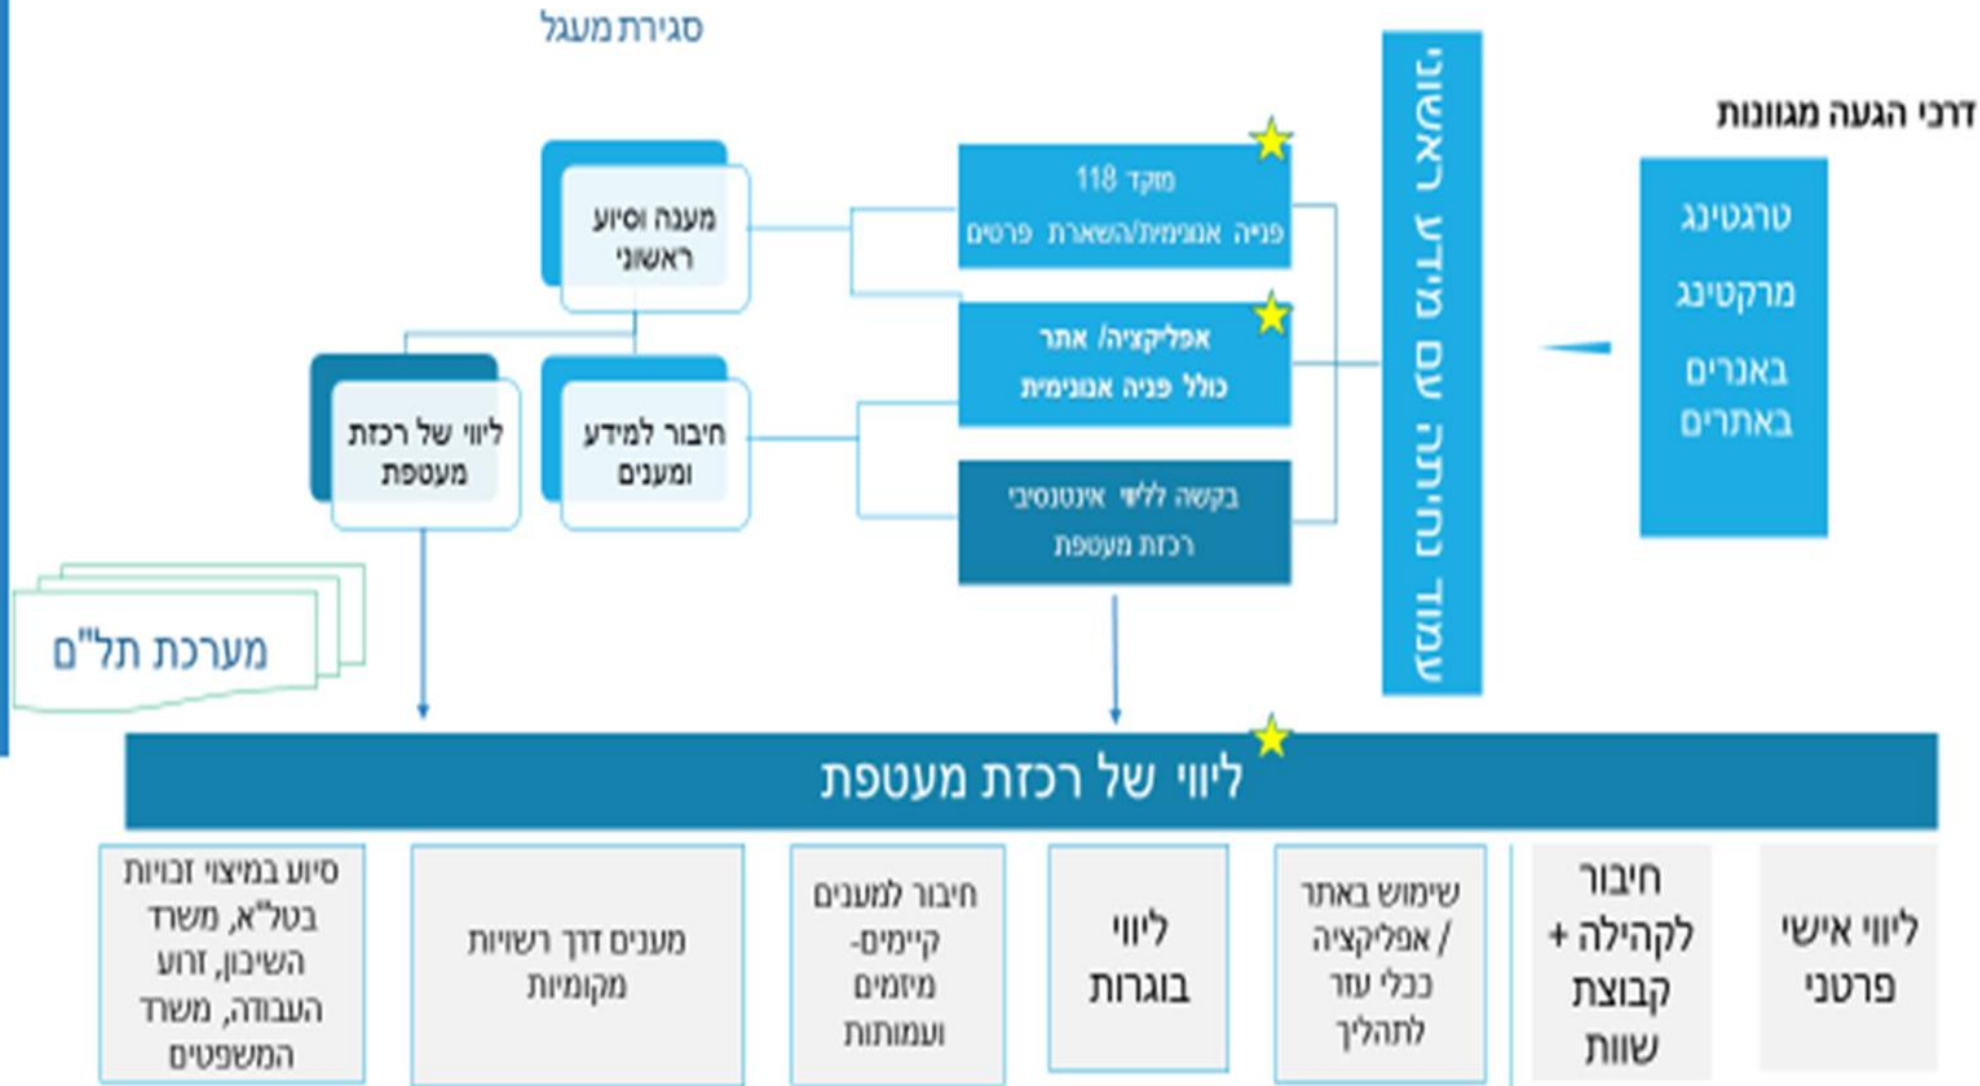 סגירת מעגל
דרכי הגעה מגוונות
טרגטינג
מרקטינג
באנרים
באתרים
עמוד נחיתה עם מידע ראשוני
מוקד 118
פנייה אנונימית/השארת פרטים
אפליקציה/ אתר
כולל פניה אנונימית
בקשה לליווי אינטנסיבי
רכזת מעטפת
מענה וסיוע
ראשוני
חיבור למידע
ומענים
ליווי של רכזת
מעטפת
מערכת תל"ם
ליווי של רכזת מעטפת
ליווי אישי
פרטני
חיבור
לקהילה +
קבוצת
שוות
שימוש באתר
/ אפליקציה
ככלי עזר
לתהליך
ליווי
בוגרות
חיבור למענים
קיימים-
מיזמים
ועמותות
מענים דרך רשויות
מקומיות
סיוע במיצוי זכויות
בטל"א, משרד
השיכון, זרוע
העבודה, משרד
המשפטים